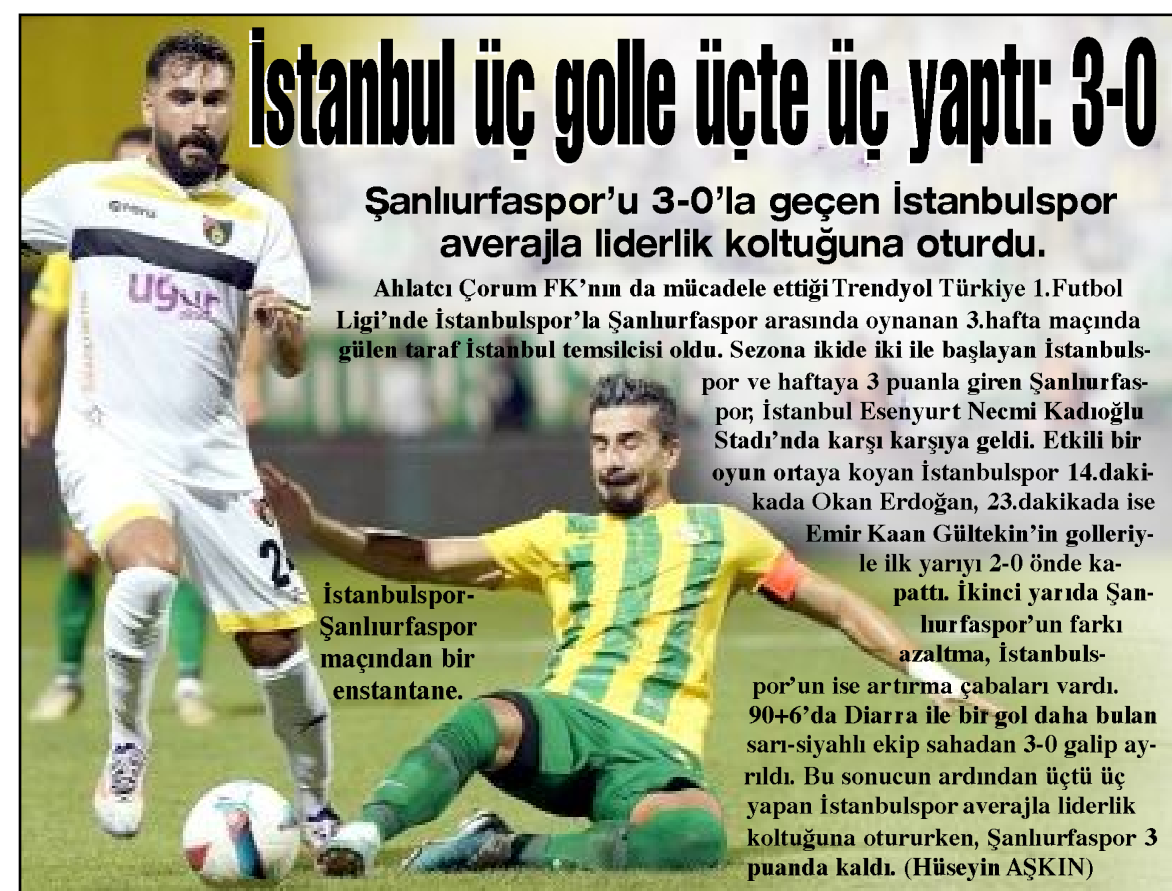 İstanbul üç golle üçte üç yaptı: 3-0
Şanlıurfaspor’u 3-0’la geçen İstanbulspor
averajla liderlik koltuğuna oturdu.
Ahlatcı Çorum FK’nın da mücadele ettiği Trendyol Türkiye 1.Futbol
Ligi’nde İstanbulspor’la Şanlıurfaspor arasında oynanan 3.hafta maçında
gülen taraf İstanbul temsilcisi oldu. Sezona ikide iki ile başlayan İstanbuls-
por ve haftaya 3 puanla giren Şanlıurfas-
por, İstanbul Esenyurt Necmi Kadıoğlu
Stadı’nda karşı karşıya geldi. Etkili bir
oyun ortaya koyan İstanbulspor 14.daki-
kada Okan Erdoğan, 23.dakikada ise
Emir Kaan Gültekin’in golleriy-
le ilk yarıyı 2-0 önde ka-
pattı. İkinci yarıda Şan-
lıurfaspor’un farkı
azaltma, İstanbuls-
por’un ise artırma çabaları vardı.
90+6’da Diarra ile bir gol daha bulan
sarı-siyahlı ekip sahadan 3-0 galip ay-
rıldı. Bu sonucun ardından üçtü üç
yapan İstanbulspor averajla liderlik
koltuğuna otururken, Şanlıurfaspor 3
puanda kaldı. (Hüseyin AŞKIN)
İstanbulspor-
Şanlıurfaspor
maçından bir
enstantane.
uğur
24